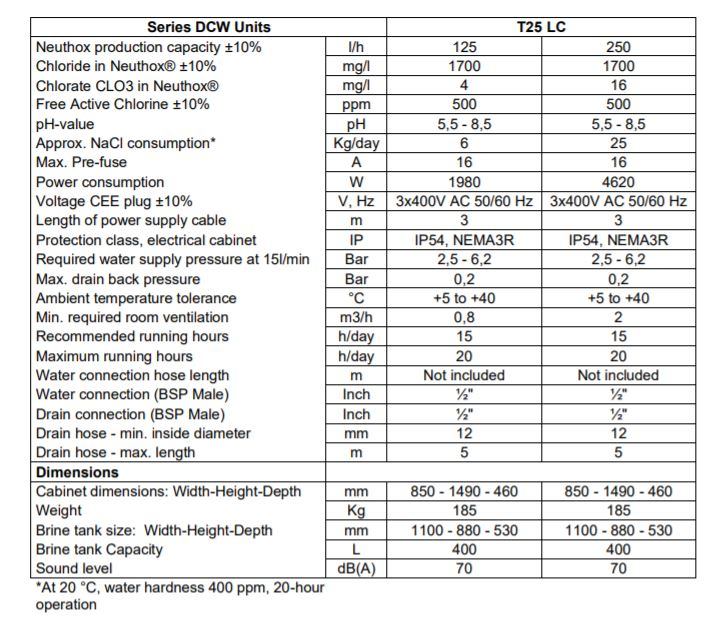 Series DCW Units T25 LC
Neuthox production capacity ±10% l/h 125 250
Chloride in Neuthox® ±10% mg/l 1700 1700
Chlorate CLO3 in Neuthox® mg/l 4 16
Free Active Chlorine ±10% ppm 500 500
pH-value pH 5,5 - 8,5 5,5 - 8,5
Approx. NaCl consumption* Kg/day 6 25
Max. Pre-fuse A 16 16
Power consumption W 1980 4620
Voltage CEE plug ±10% V, Hz 3x400V AC 50/60 Hz 3x400V AC 50/60 Hz
Length of power supply cable m 3 3
Protection class, electrical cabinet IP IP54, NEMA3R IP54, NEMA3R
Required water supply pressure at 15l/min Bar 2,5 - 6,2 2,5 - 6,2
Max. drain back pressure Bar 0,2 0,2
Ambient temperature tolerance °C +5 to +40 +5 to +40
Min. required room ventilation m3/h 0,8 2
Recommended running hours h/day 15 15
Maximum running hours h/day 20 20
Water connection hose length m Not included Not included
Water connection (BSP Male) Inch ½" ½"
Drain connection (BSP Male) Inch ½" ½"
Drain hose - min. inside diameter mm 12 12
Drain hose - max. length m 5 5
Dimensions
Cabinet dimensions: Width-Height-Depth mm 850 - 1490 - 460 850 - 1490 - 460
Weight Kg 185 185
Brine tank size: Width-Height-Depth mm 1100 - 880 - 530 1100 - 880 - 530
Brine tank Capacity L 400 400
Sound level dB(A) 70 70
*At 20 °C, water hardness 400 ppm, 20-hour
operation